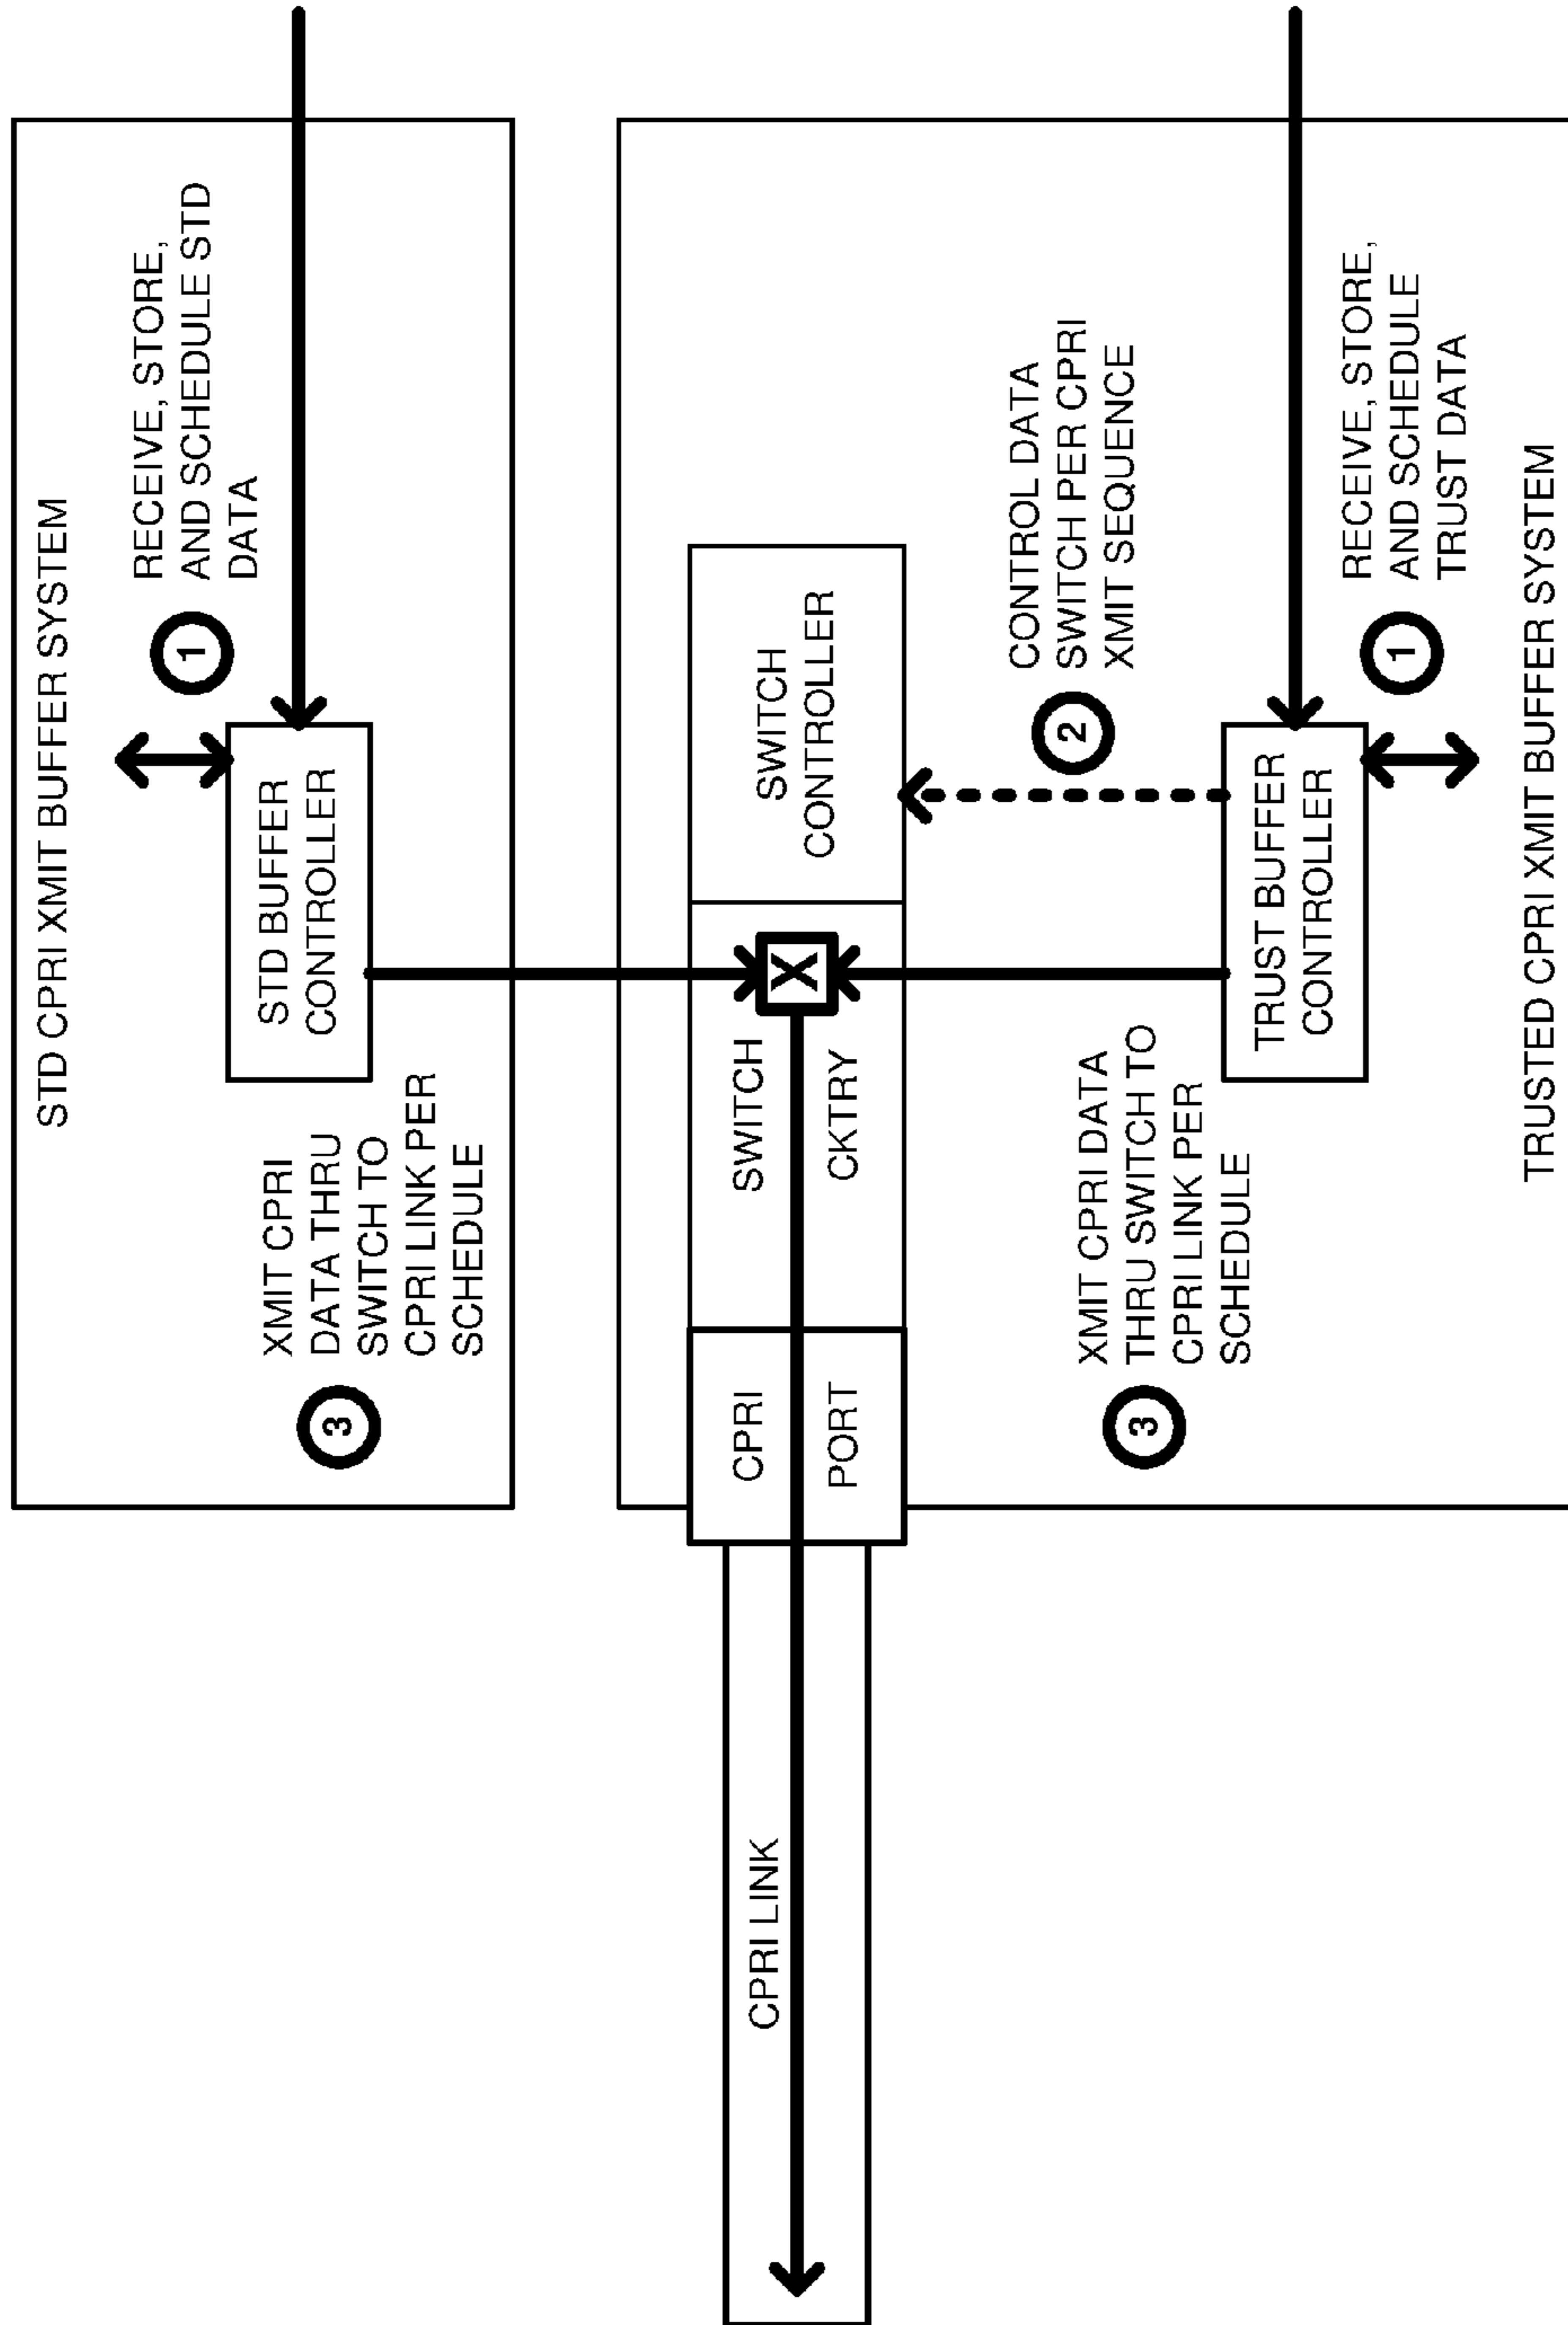 STD CPRI XMIT BUFFER SYSTEM
1
RECEIVE, STORE,
AND SCHEDULE STD
DATA
STD BUFFER
CONTROLLER
3
XMIT CPRI
DATA THRU
SWITCH TO
CPRI LINK PER
SCHEDULE
CPRI LINK
CPRI
PORT
SWITCH
CKTRY
X
SWITCH
CONTROLLER
2
CONTROL DATA
SWITCH PER CPRI
XMIT SEQUENCE
3
XMIT CPRI DATA
THRU SWITCH TO
CPRI LINK PER
SCHEDULE
TRUST BUFFER
CONTROLLER
1
RECEIVE, STORE,
AND SCHEDULE
TRUST DATA
TRUSTED CPRI XMIT BUFFER SYSTEM